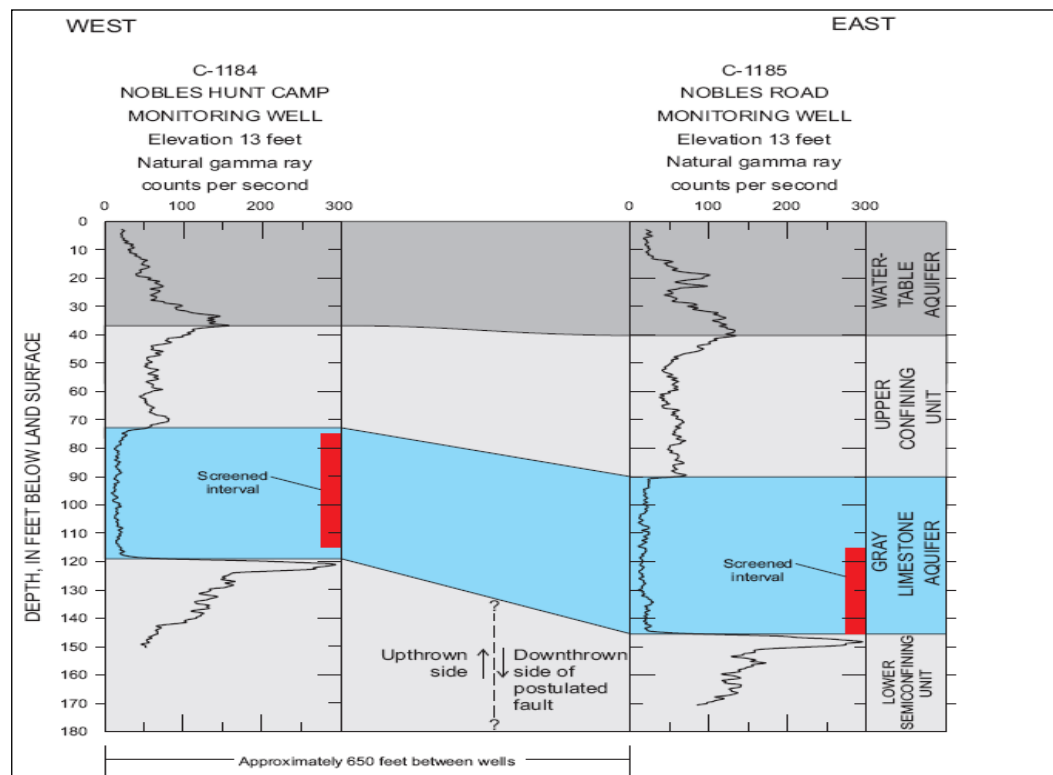 WEST
EAST
C-1184
NOBLES HUNT CAMP
MONITORING WELL
Elevation 13 feet
Natural gamma ray
counts per second
C-1185
NOBLES ROAD
MONITORING WELL
Elevation 13 feet
Natural gamma ray
counts per second
0 100 200 300
0 100 200 300
DEPTH, IN FEET BELOW LAND SURFACE
0
10
20
30
40
50
60
70
80
90
100
110
120
130
140
150
160
170
180
WATER-
TABLE
AQUIFER
UPPER
CONFINING
UNIT
GRAY
LIMESTONE
AQUIFER
LOWER
SEMICONFINING
UNIT
Screened
interval
Screened
interval
?
Upthrown
side
Downthrown
side of
postulated
fault
?
Approximately 650 feet between wells